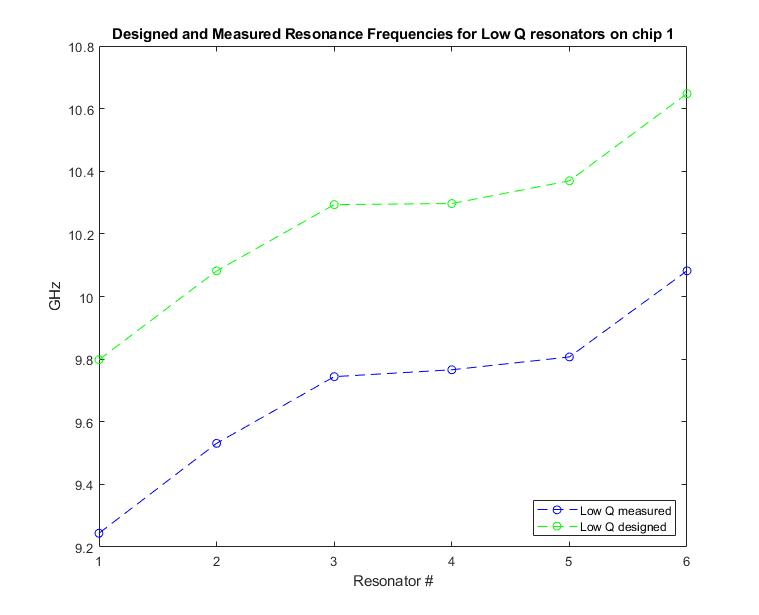 Designed and Measured Resonance Frequencies for Low Q resonators on chip 1
10.8
10.6
10.4
10.2
10
9.8
9.6
9.4
9.2
GHz
Low Q measured
Low Q designed
1 2 3 4 5 6
Resonator #